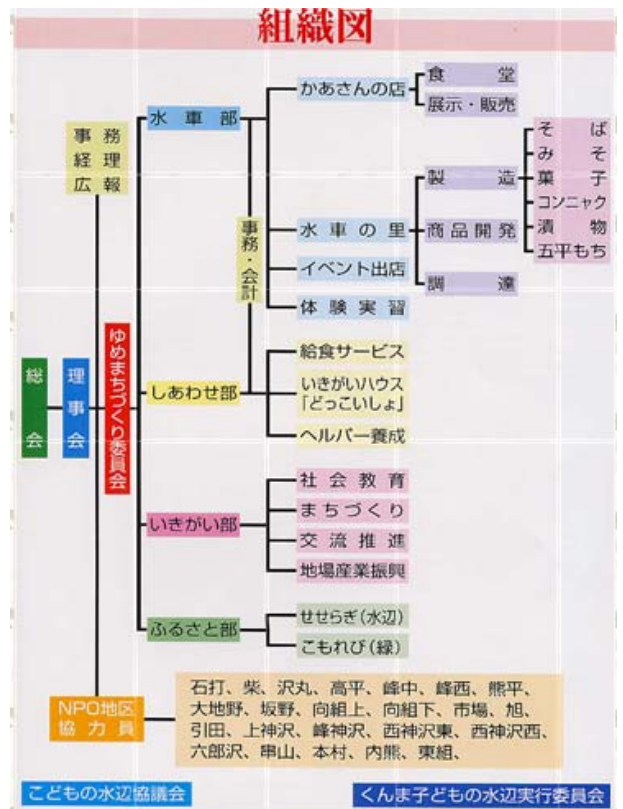 組織図
事務
経理
広報
総会
理事会
ゆめまちづくり委員会
水車部
事務・会計
かあさんの店
食堂
展示・販売
水車の里
製造
そば
みそ
菓子
コンニャク
漬物
五平もち
商品開発
調達
イベント出店
体験実習
しあわせ部
給食サービス
いきがいハウス
「どっこいしょ」
ヘルパー養成
いきがい部
社会教育
まちづくり
交流推進
地場産業振興
ふるさと部
せせらぎ(水辺)
こもれび(緑)
NPO地区
協力員
石打、柴、沢丸、高平、峰中、峰西、熊平、
大地野、坂野、向組上、向組下、市場、旭、
引田、上神沢、峰神沢、西神沢東、西神沢西、
六郎沢、串山、本村、内熊、東組、
こどもの水辺協議会
くんま子どもの水辺実行委員会